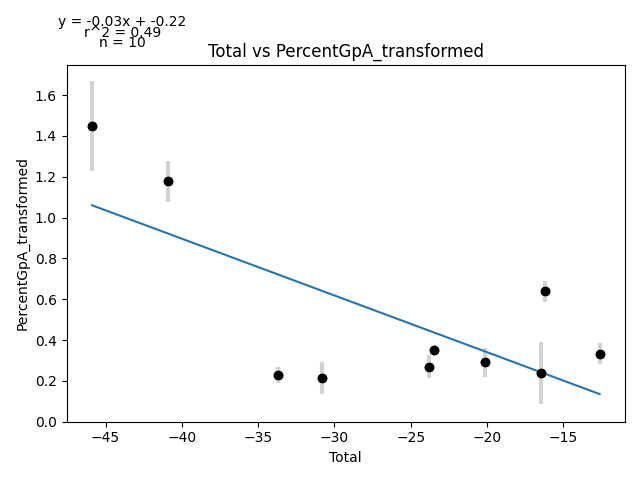 y = -0.03x + -0.22
r^2 = 0.49
n = 10
Total vs PercentGpA_transformed
PercentGpA_transformed
1.6
1.4
1.2
1.0
0.8
0.6
0.4
0.2
0.0
−45 −40 −35 −30 −25 −20 −15
Total